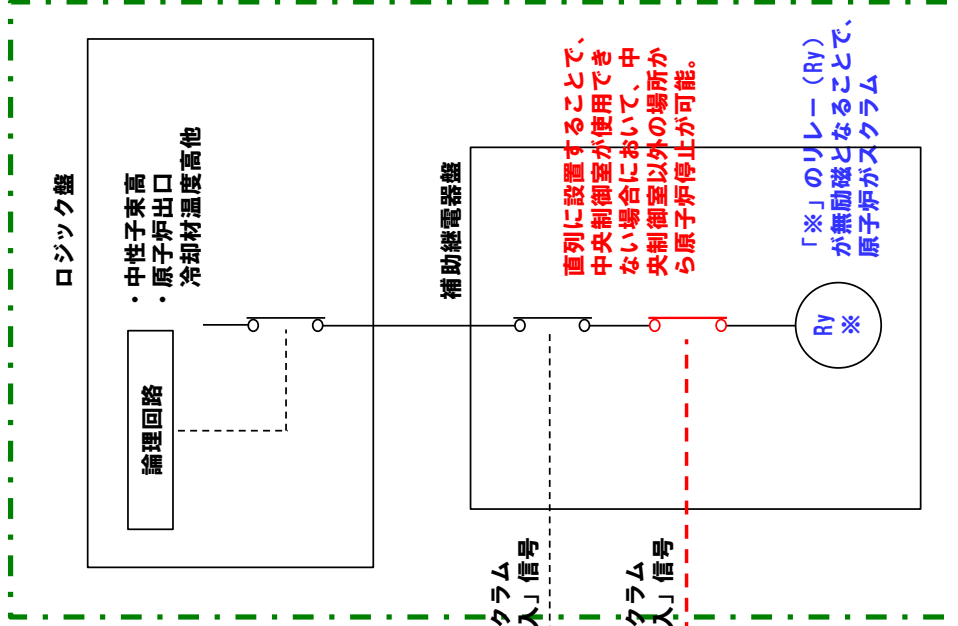 ロジック盤
・中性子束高
・原子炉出口
冷却材温度高他
論理回路
補助継電器盤
直列に設置することで、
中央制御室が使用でき
ない場合において、中
央制御室以外の場所か
ら原子炉停止が可能。
「※」のリレー(Ry)
が無励磁となることで、
原子炉がスクラム
Ry
※
クラム
入」信号
クラム
入」信号